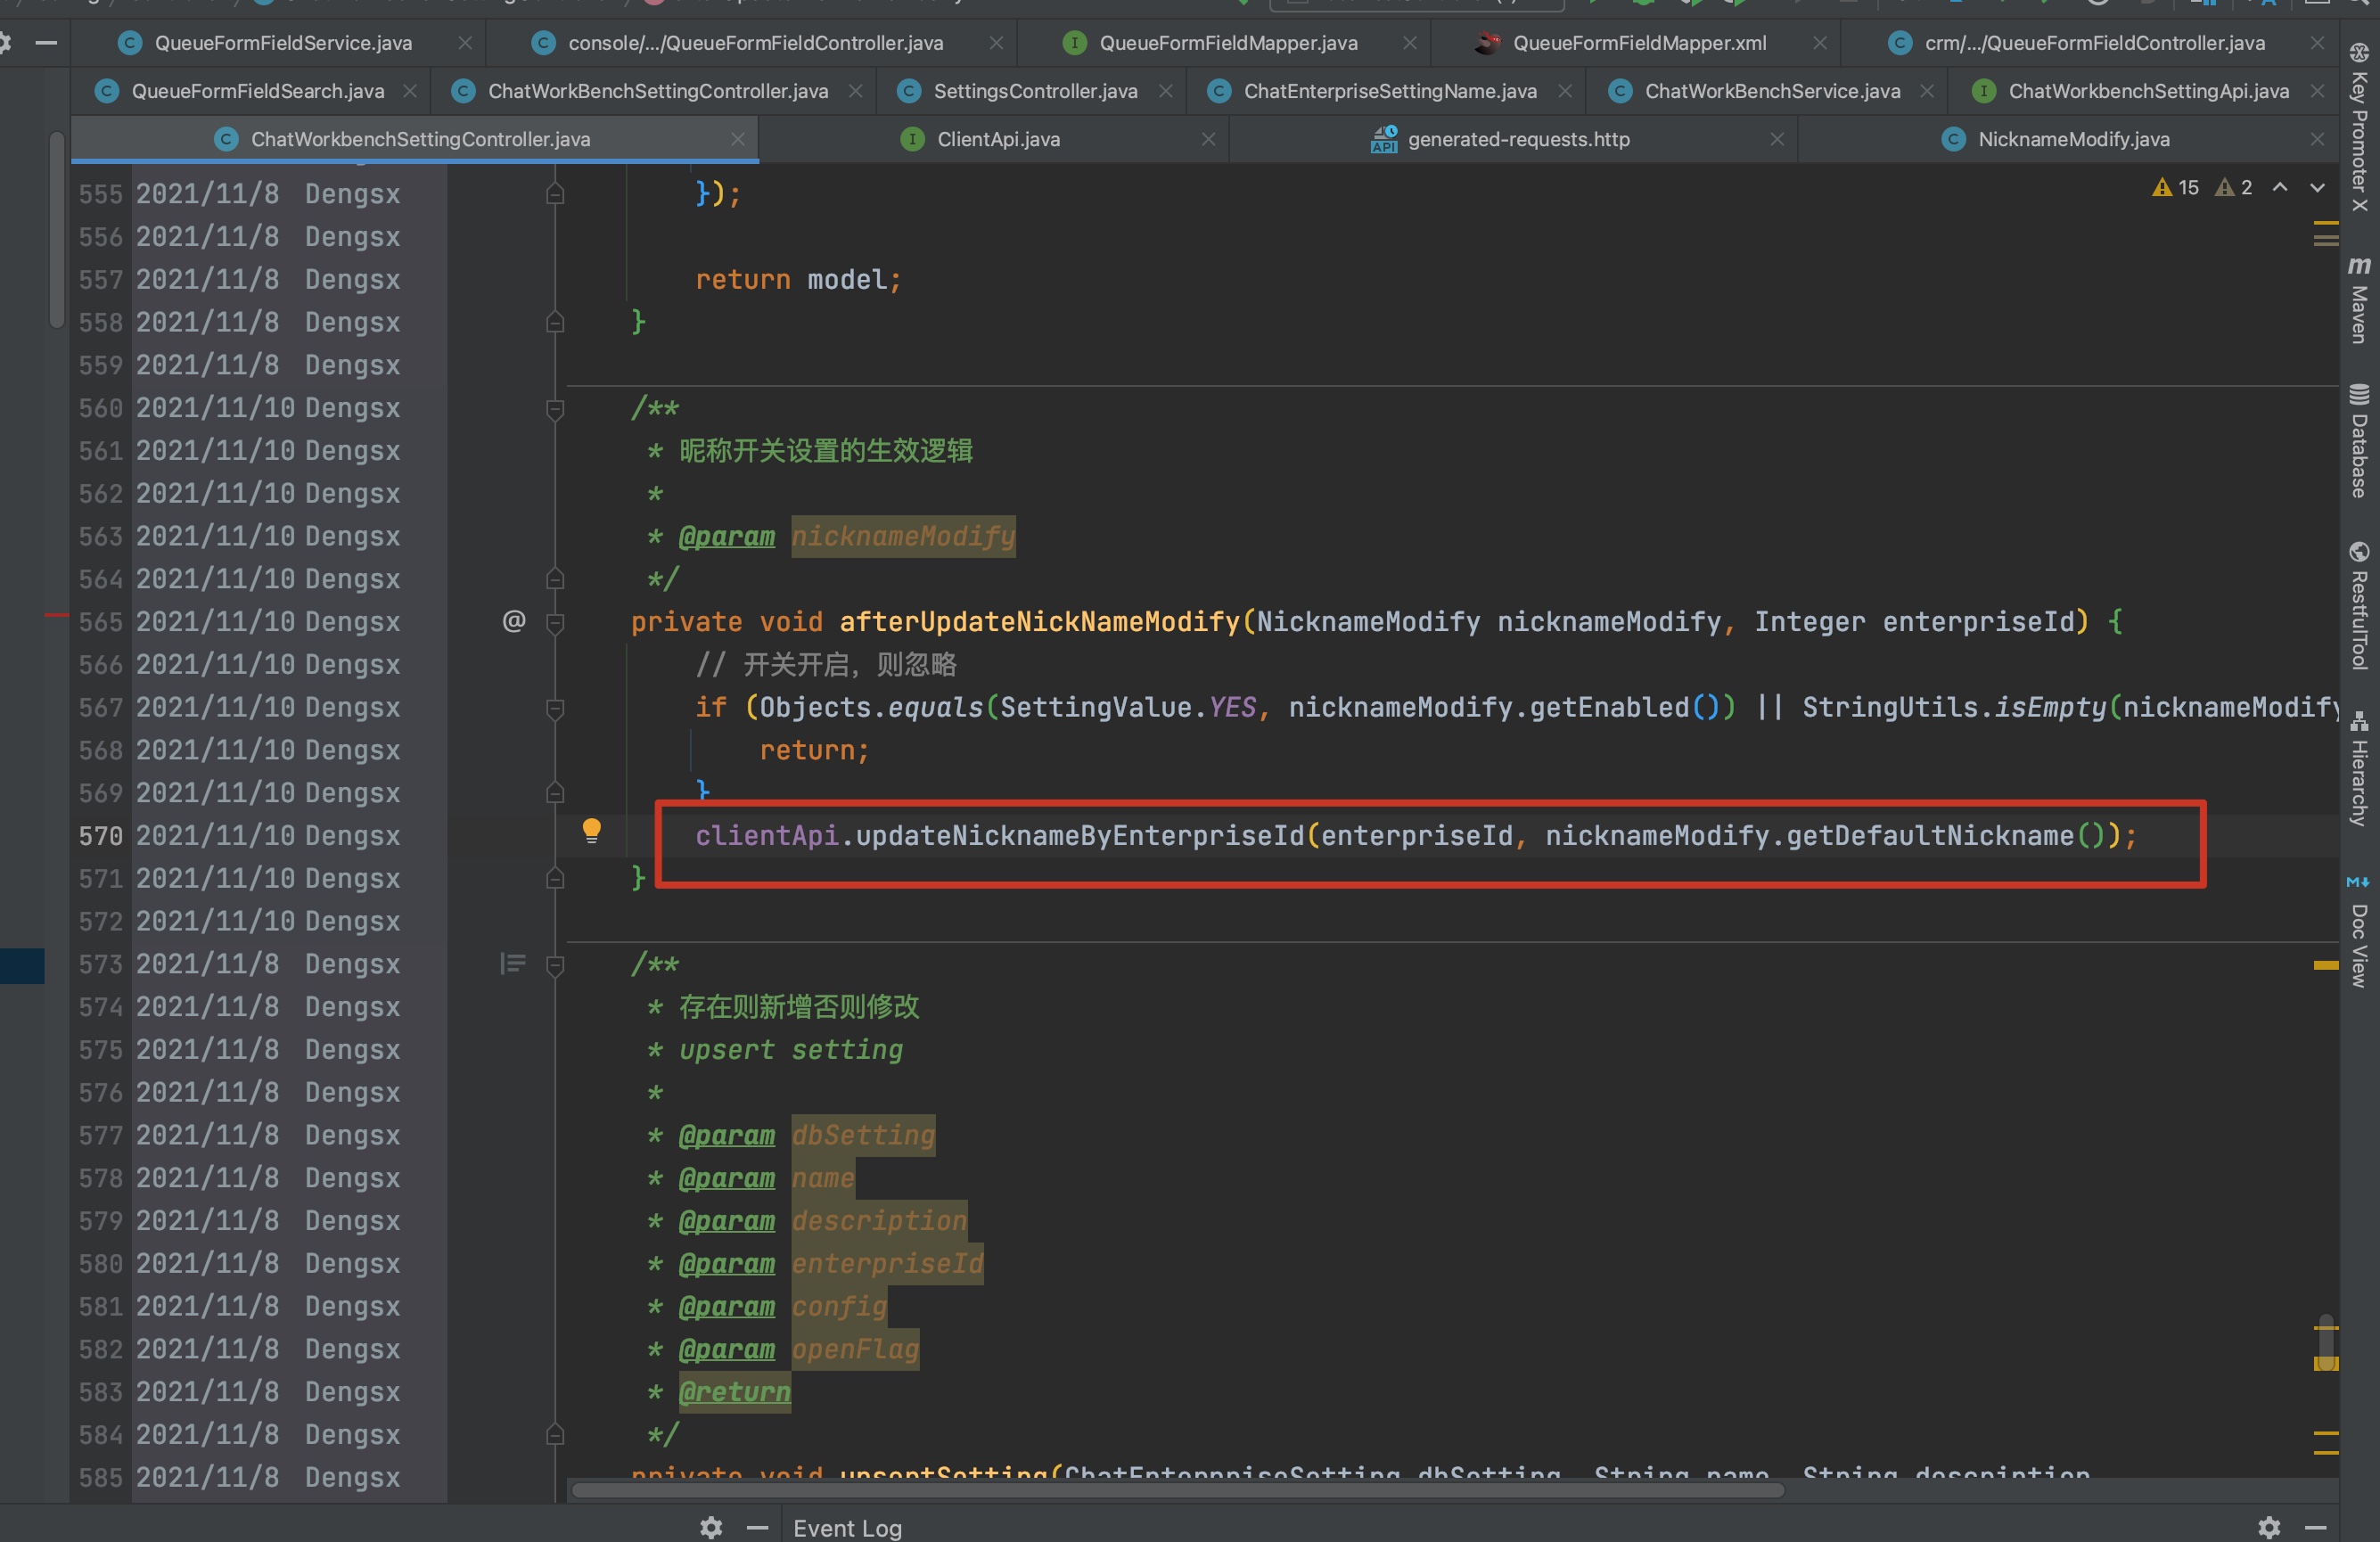 QueueFormFieldService.java console/.../QueueFormFieldController.java QueueFormFieldMapper.java QueueFormFieldMapper.xml crm/.../QueueFormFieldController.java
QueueFormFieldSearch.java ChatWorkBenchSettingController.java SettingsController.java ChatEnterpriseSettingName.java ChatWorkBenchService.java ChatWorkbenchSettingApi.java
ChatWorkbenchSettingController.java ClientApi.java generated-requests.http NicknameModify.java
15 2
555 2021/11/8 Dengsx });
556 2021/11/8 Dengsx
557 2021/11/8 Dengsx return model;
558 2021/11/8 Dengsx }
559 2021/11/8 Dengsx
560 2021/11/10 Dengsx /**
561 2021/11/10 Dengsx * 昵称开关设置的生效逻辑
562 2021/11/10 Dengsx *
563 2021/11/10 Dengsx * @param nicknameModify
564 2021/11/10 Dengsx */
565 2021/11/10 Dengsx @ private void afterUpdateNickNameModify(NicknameModify nicknameModify, Integer enterpriseId) {
566 2021/11/10 Dengsx // 开关开启，则忽略
567 2021/11/10 Dengsx if (Objects.equals(SettingValue.YES, nicknameModify.getEnabled()) || StringUtils.isEmpty(nicknameModify
568 2021/11/10 Dengsx return;
569 2021/11/10 Dengsx }
570 2021/11/10 Dengsx clientApi.updateNicknameByEnterpriseId(enterpriseId, nicknameModify.getDefaultNickname());
571 2021/11/10 Dengsx }
572 2021/11/10 Dengsx
573 2021/11/8 Dengsx /**
574 2021/11/8 Dengsx * 存在则新增否则修改
575 2021/11/8 Dengsx * upsert setting
576 2021/11/8 Dengsx *
577 2021/11/8 Dengsx * @param dbSetting
578 2021/11/8 Dengsx * @param name
579 2021/11/8 Dengsx * @param description
580 2021/11/8 Dengsx * @param enterpriseId
581 2021/11/8 Dengsx * @param config
582 2021/11/8 Dengsx * @param openFlag
583 2021/11/8 Dengsx * @return
584 2021/11/8 Dengsx */
585 2021/11/8 Dengsx private void upsertSetting(ChatEnterpriseSetting dbSetting, String name, String description
Event Log
Key Promoter X
Maven
Database
RestfulTool
Hierarchy
Doc View